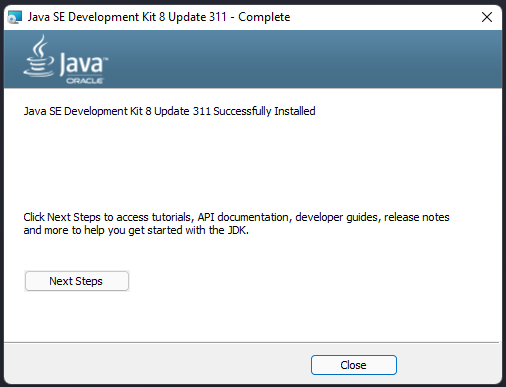 Java SE Development Kit 8 Update 311 - Complete
Java™
ORACLE
Java SE Development Kit 8 Update 311 Successfully Installed
Click Next Steps to access tutorials, API documentation, developer guides, release notes
and more to help you get started with the JDK.
Next Steps
Close